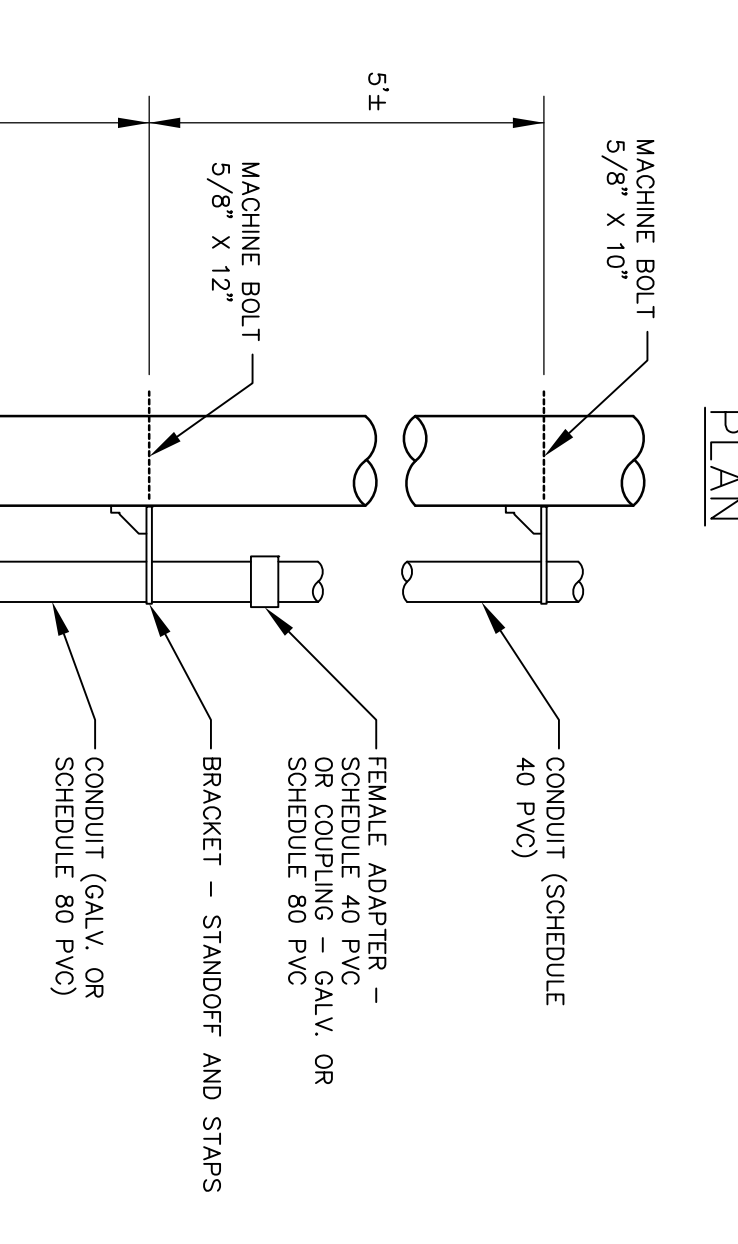 PLAN
MACHINE BOLT
5/8" X 10"
5'±
MACHINE BOLT
5/8" X 12"
CONDUIT (SCHEDULE
40 PVC)
FEMALE ADAPTER –
SCHEDULE 40 PVC
OR COUPLING – GALV. OR
SCHEDULE 80 PVC
BRACKET – STANDOFF AND STAPS
CONDUIT (GALV. OR
SCHEDULE 80 PVC)